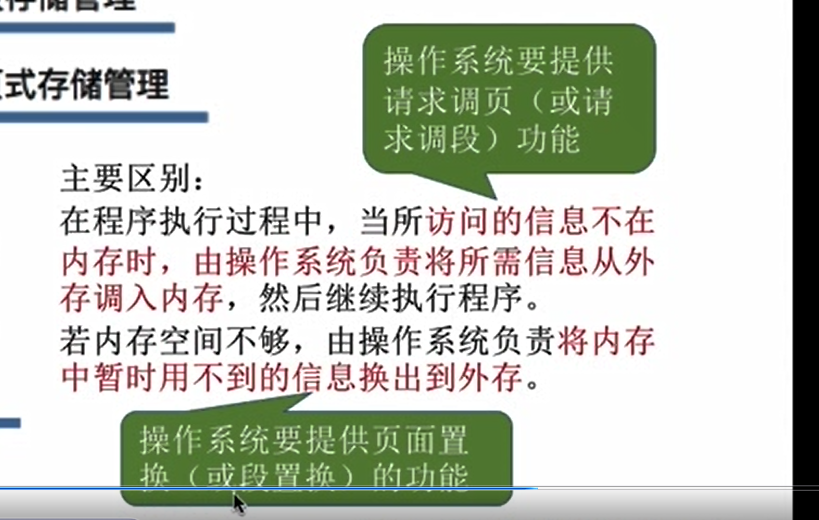 存储管理
式存储管理
操作系统要提供
请求调页（或请
求调段）功能
主要区别：
在程序执行过程中，当所访问的信息不在
内存时，由操作系统负责将所需信息从外
存调入内存，然后继续执行程序。
若内存空间不够，由操作系统负责将内存
中暂时用不到的信息换出到外存。
操作系统要提供页面置
换（或段置换）的功能